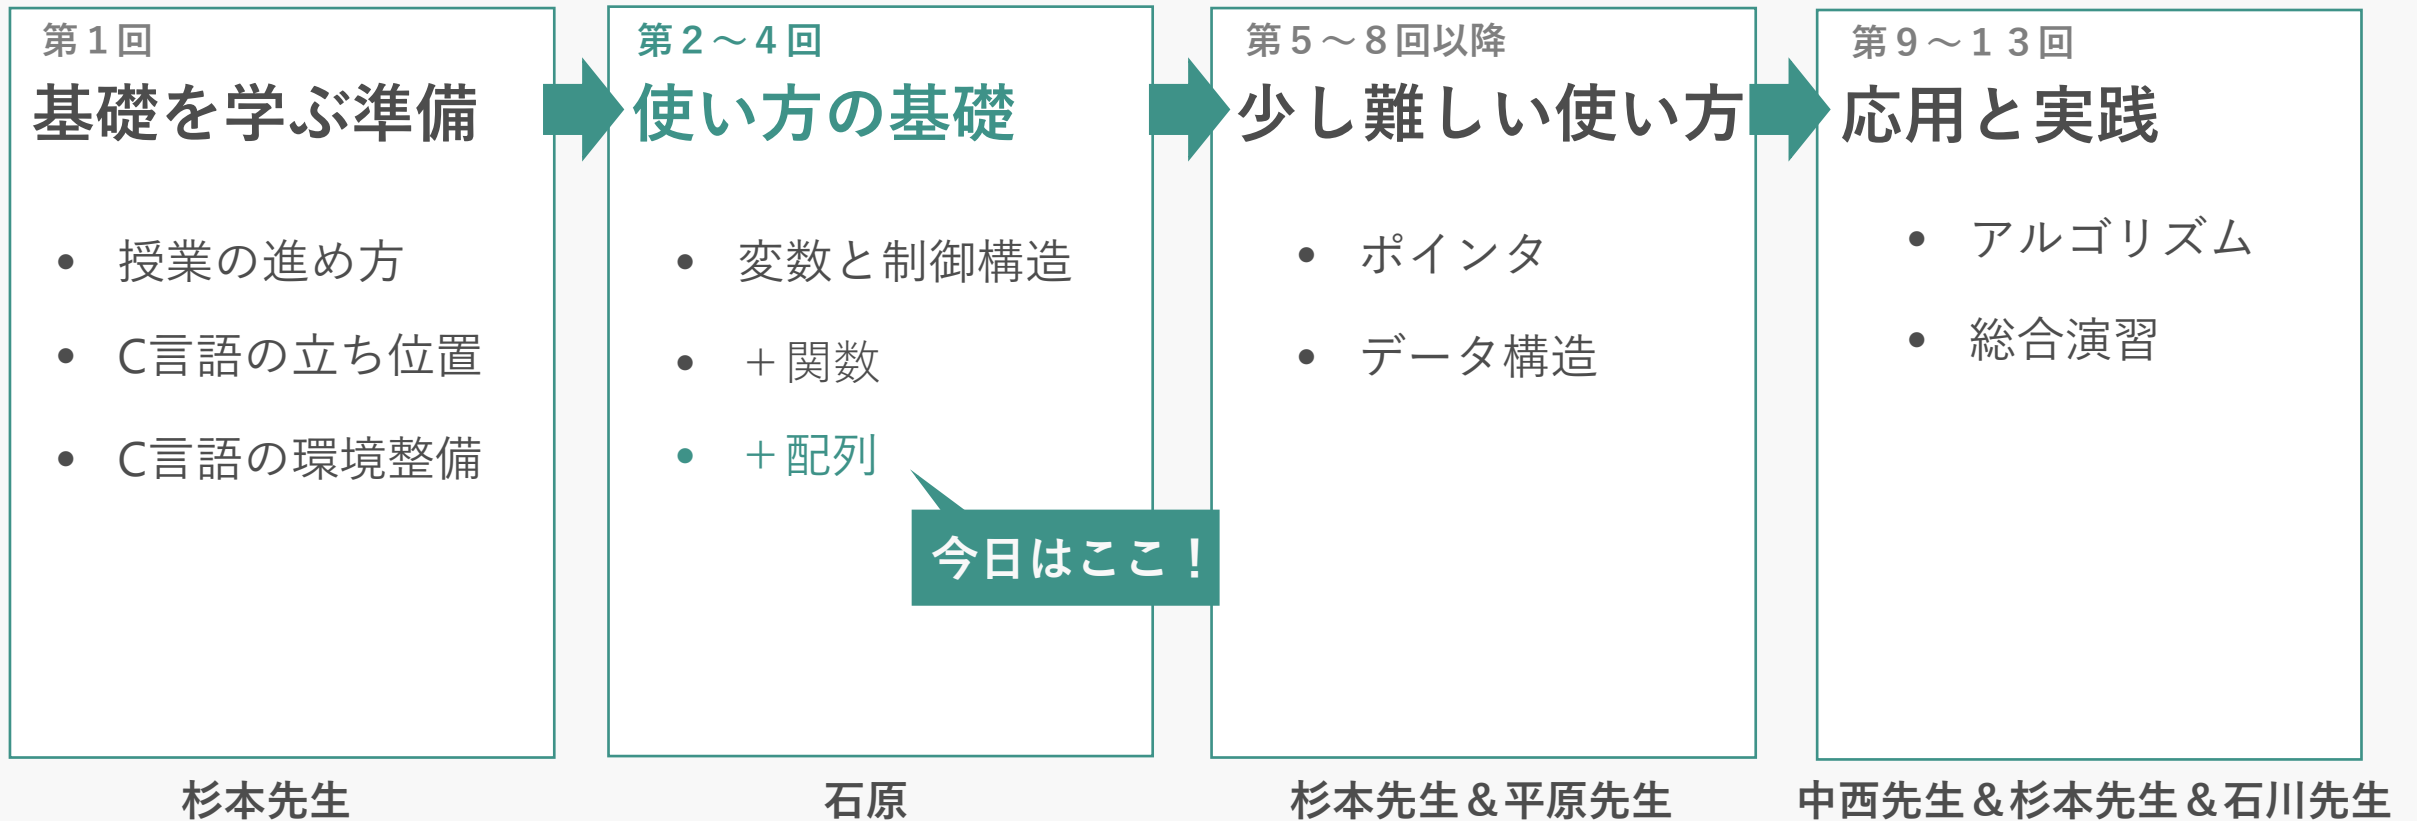 第１回
基礎を学ぶ準備
授業の進め方
C言語の立ち位置
C言語の環境整備
杉本先生
第２～４回
使い方の基礎
変数と制御構造
＋関数
＋配列
今日はここ！
石原
第５～８回以降
少し難しい使い方
ポインタ
データ構造
杉本先生＆平原先生
第９～１３回
応用と実践
アルゴリズム
総合演習
中西先生＆杉本先生＆石川先生